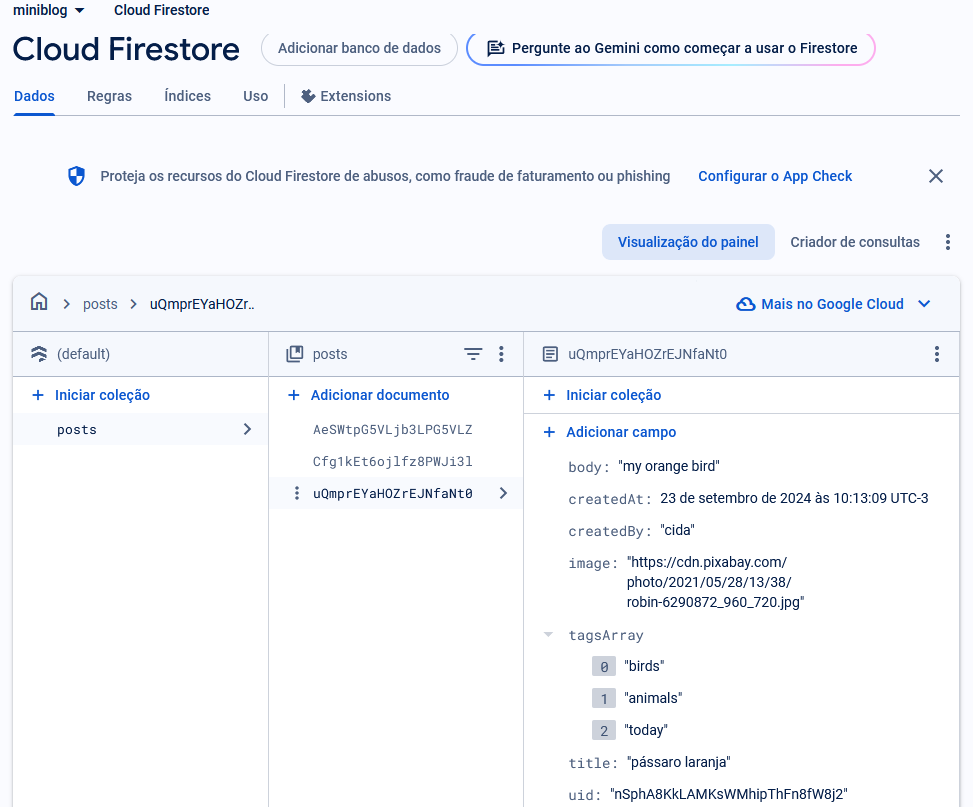 miniblog Cloud Firestore
Cloud Firestore Adicionar banco de dados Pergunte ao Gemini como começar a usar o Firestore
Dados Regras Índices Uso Extensions
Proteja os recursos do Cloud Firestore de abusos, como fraude de faturamento ou phishing Configurar o App Check
Visualização do painel Criador de consultas
posts uQmprEYaHOZr.. Mais no Google Cloud
(default) posts uQmprEYaHOZrEJNfaNt0
+ Iniciar coleção + Adicionar documento + Iniciar coleção
posts AeSWtpG5VLjb3LPG5VLZ + Adicionar campo
Cfg1kEt6ojlfz8PWJi3l body: "my orange bird"
uQmprEYaHOZrEJNfaNt0 createdAt: 23 de setembro de 2024 às 10:13:09 UTC-3
createdBy: "cida"
image: "https://cdn.pixabay.com/
photo/2021/05/28/13/38/
robin-6290872_960_720.jpg"
tagsArray
0 "birds"
1 "animals"
2 "today"
title: "pássaro laranja"
uid: "nSphA8KkLAMKsWMhipThFn8fW8j2"